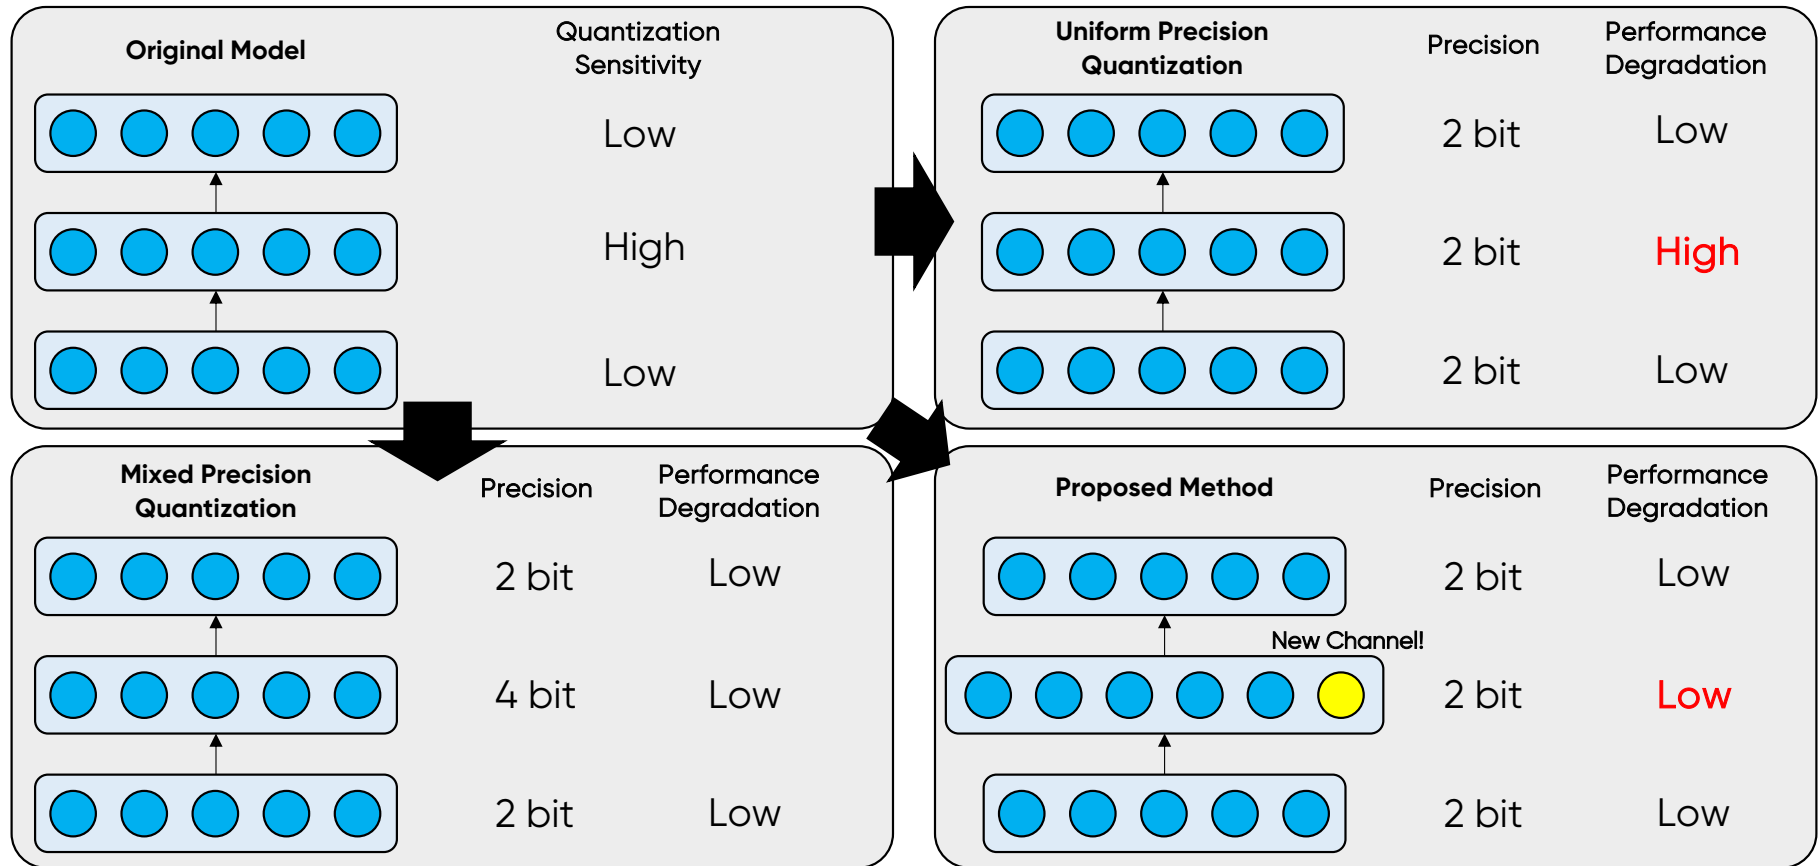 Original Model
Quantization
Sensitivity
Low
High
Low
Uniform Precision
Quantization
Precision
Performance
Degradation
2 bit
Low
2 bit
High
2 bit
Low
Mixed Precision
Quantization
Precision
Performance
Degradation
2 bit
Low
4 bit
Low
2 bit
Low
Proposed Method
Precision
Performance
Degradation
2 bit
Low
New Channel!
2 bit
Low
2 bit
Low